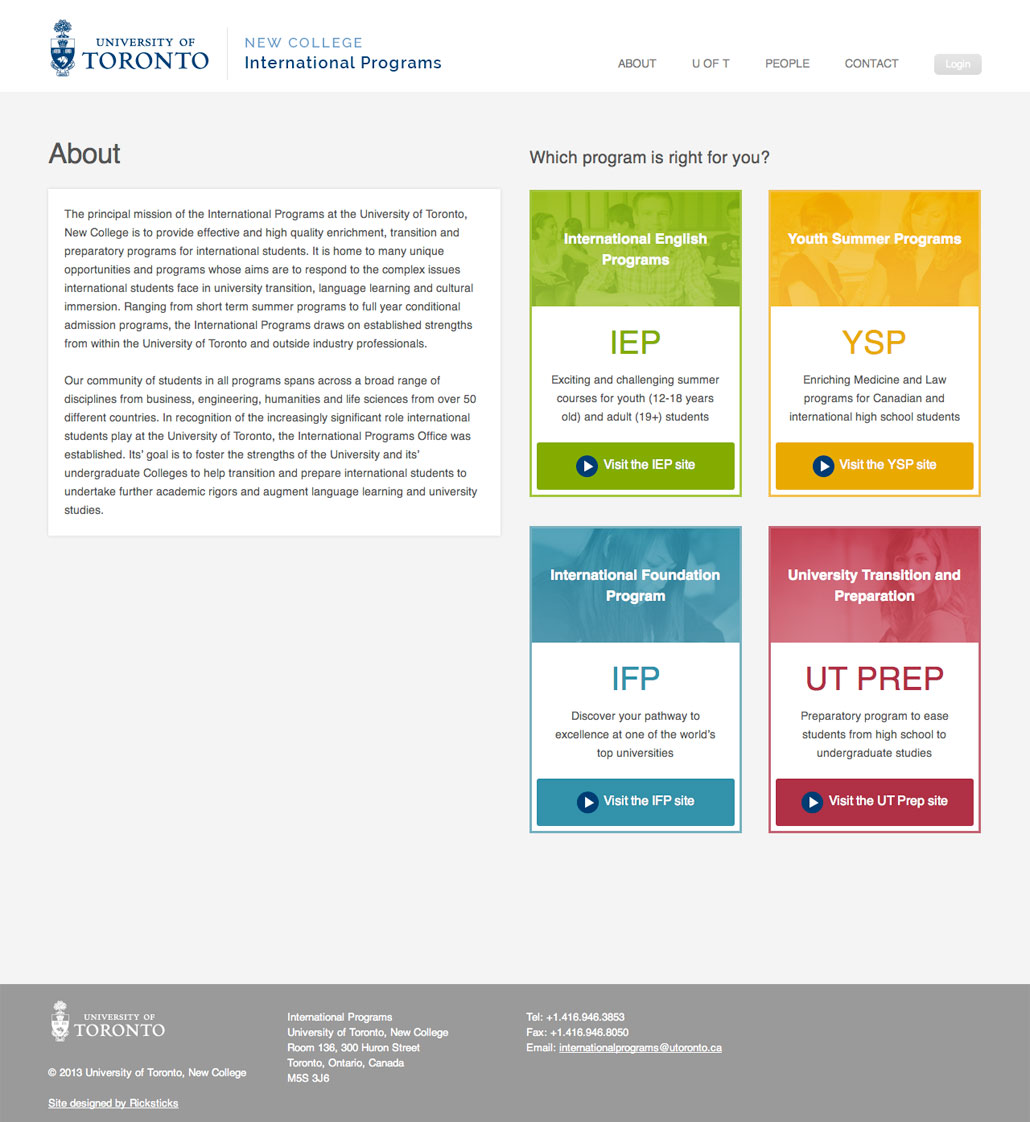 UNIVERSITY OF
TORONTO
NEW COLLEGE
International Programs
ABOUT
U OF T
PEOPLE
CONTACT
Login
About
The principal mission of the International Programs at the University of Toronto,
New College is to provide effective and high quality enrichment, transition and
preparatory programs for international students. It is home to many unique
opportunities and programs whose aims are to respond to the complex issues
international students face in university transition, language learning and cultural
immersion. Ranging from short term summer programs to full year conditional
admission programs, the International Programs draws on established strengths
from within the University of Toronto and outside industry professionals.
Our community of students in all programs spans across a broad range of
disciplines from business, engineering, humanities and life sciences from over 50
different countries. In recognition of the increasingly significant role international
students play at the University of Toronto, the International Programs Office was
established. Its’ goal is to foster the strengths of the University and its’
undergraduate Colleges to help transition and prepare international students to
undertake further academic rigors and augment language learning and university
studies.
Which program is right for you?
International English
Programs
IEP
Exciting and challenging summer
courses for youth (12-18 years
old) and adult (19+) students
Visit the IEP site
Youth Summer Programs
YSP
Enriching Medicine and Law
programs for Canadian and
international high school students
Visit the YSP site
International Foundation
Program
IFP
Discover your pathway to
excellence at one of the world’s
top universities
Visit the IFP site
University Transition and
Preparation
UT PREP
Preparatory program to ease
students from high school to
undergraduate studies
Visit the UT Prep site
UNIVERSITY OF
TORONTO
© 2013 University of Toronto, New College
Site designed by Ricksticks
International Programs
University of Toronto, New College
Room 136, 300 Huron Street
Toronto, Ontario, Canada
M5S 3J6
Tel: +1.416.946.3853
Fax: +1.416.946.8050
Email: internationalprograms@utoronto.ca